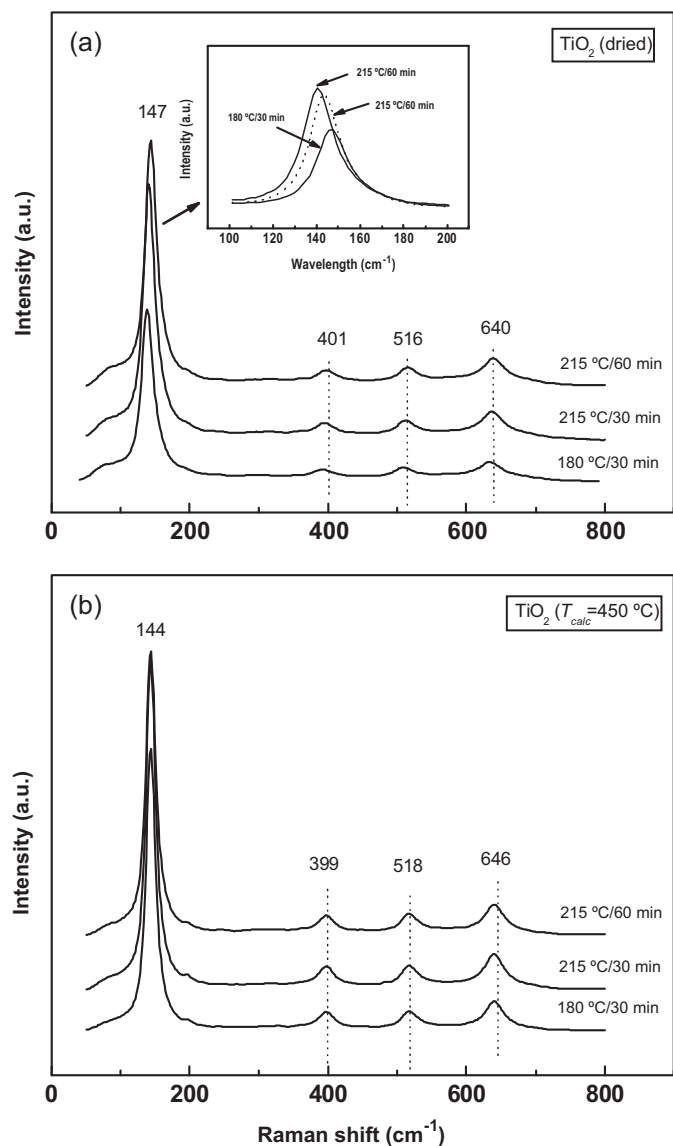 (a)
TiO2 (dried)
147
Intensity (a.u.)
215 ºC/60 min
215 ºC/60 min
180 ºC/30 min
Intensity (a.u.)
100 120 140 160 180 200
Wavelength (cm-1)
401 516 640
215 ºC/60 min
215 ºC/30 min
180 ºC/30 min
0 200 400 600 800
(b)
TiO2 (Tcalc=450 ºC)
144
Intensity (a.u.)
399 518 646
215 ºC/60 min
215 ºC/30 min
180 ºC/30 min
0 200 400 600 800
Raman shift (cm-1)